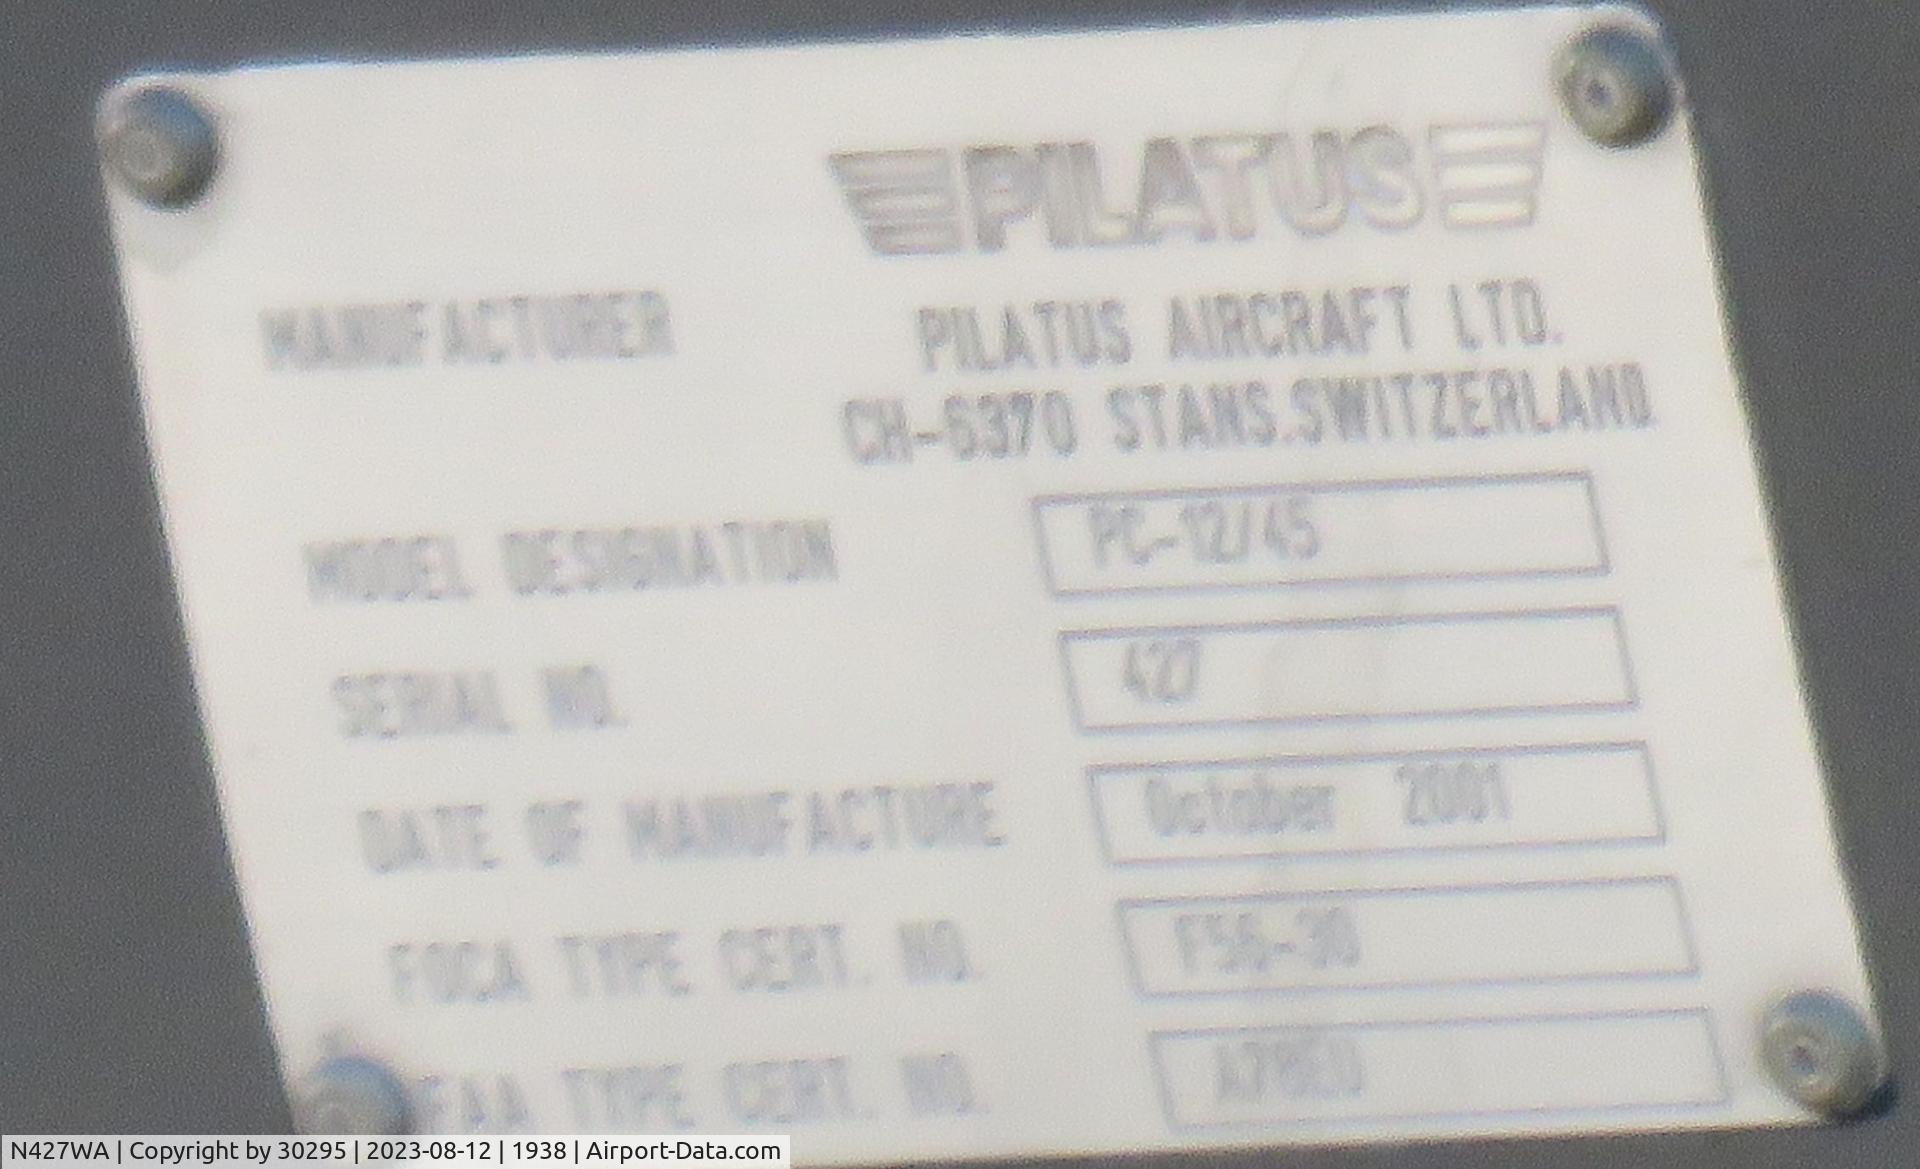 PILATUS
MANUFACTURER PILATUS AIRCRAFT LTD.
CH-6370 STANS.SWITZERLAND
MODEL DESIGNATION PC-12/45
SERIAL NO. 427
DATE OF MANUFACTURE October 2001
FOCA TYPE CERT. NO. F56-30
FAA TYPE CERT. NO. A78EU
N427WA | Copyright by 30295 | 2023-08-12 | 1938 | Airport-Data.com